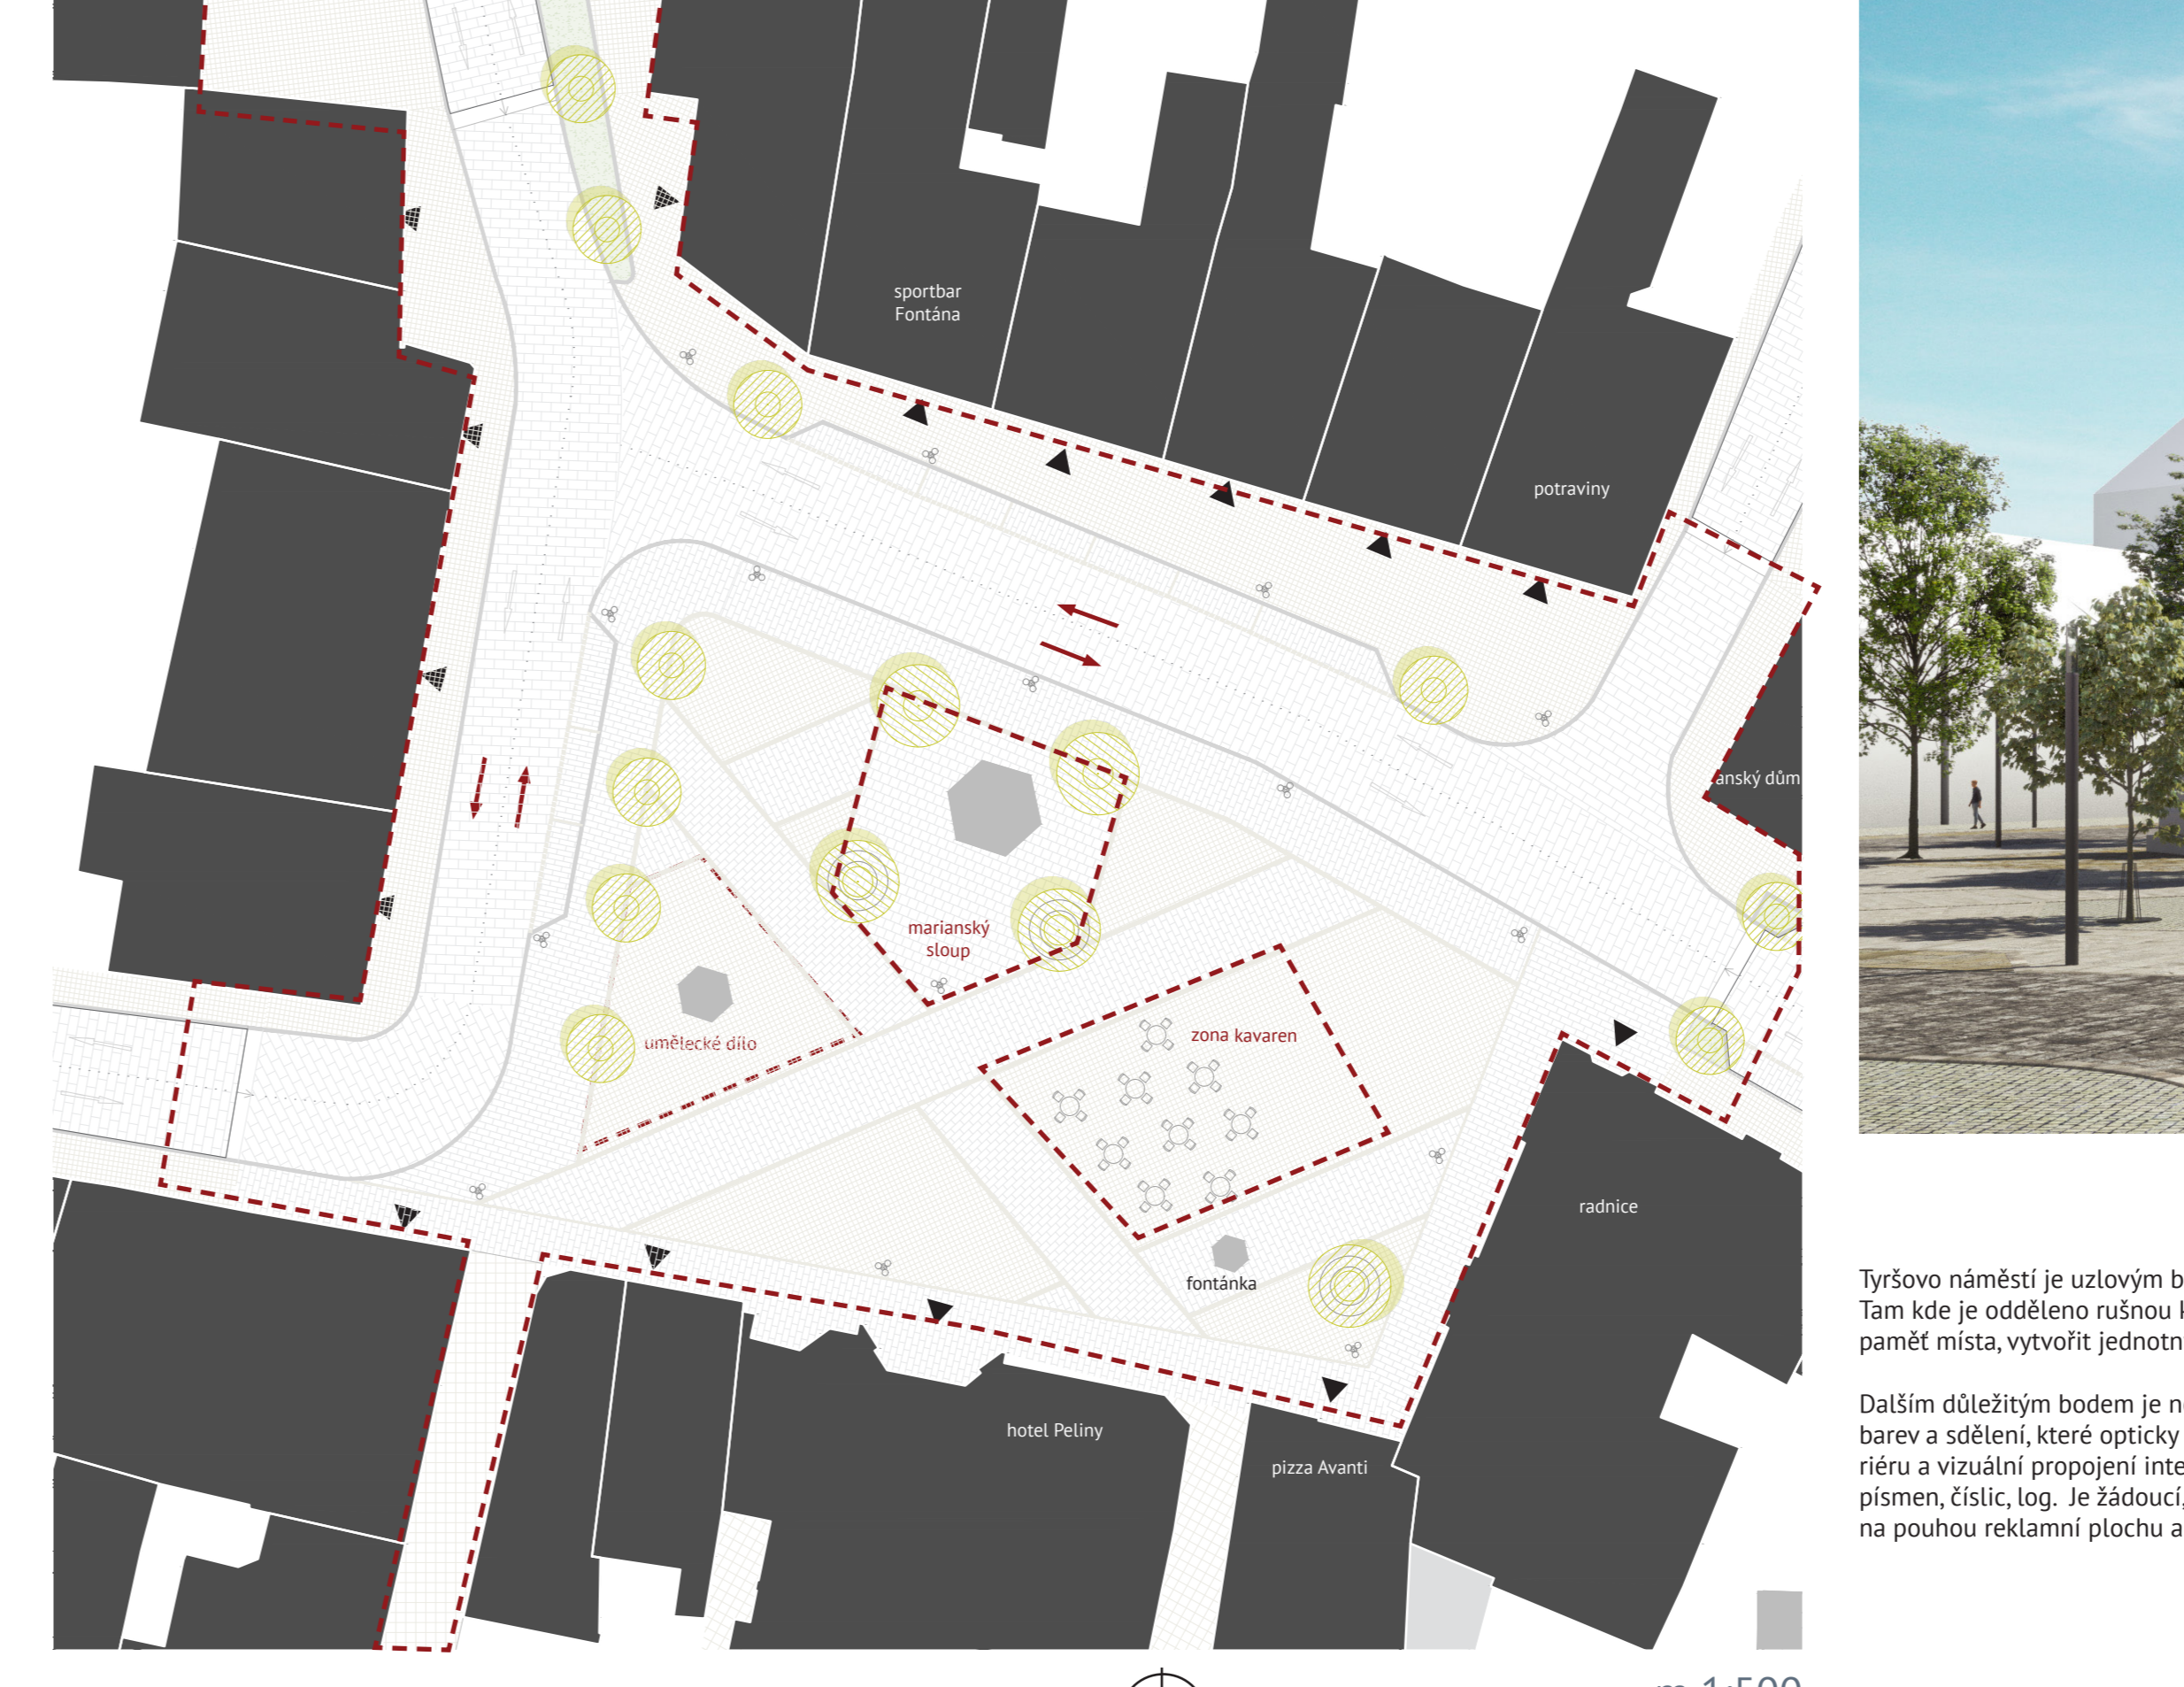 sportbar
Fontána
potraviny
anský dům
marianský
sloup
zona kavaren
umělecké dílo
radnice
fontánka
hotel Peliny
pizza Avanti
Tyršovo náměstí je uzlovým b
Tam kde je odděleno rušnou k
paměť místa, vytvořit jednotn
Dalším důležitým bodem je n
barev a sdělení, které opticky
riéru a vizuální propojení inte
písmen, číslic, log. Je žádoucí,
na pouhou reklamní plochu a
m 1:500